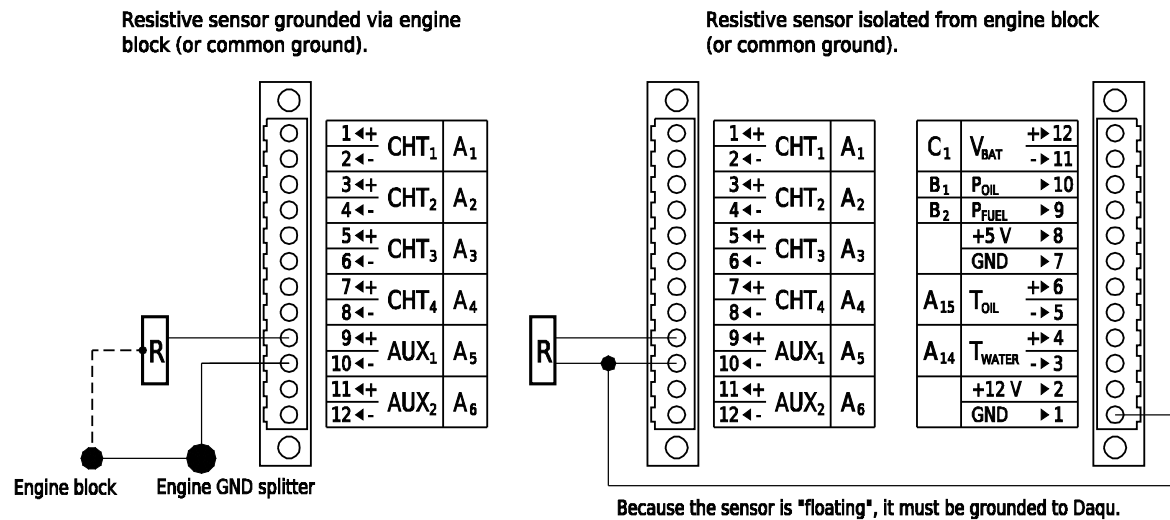 Resistive sensor grounded via engine
block (or common ground).
1 ◂+ CHT₁ A₁
2 ◂-
3 ◂+ CHT₂ A₂
4 ◂-
5 ◂+ CHT₃ A₃
6 ◂-
7 ◂+ CHT₄ A₄
8 ◂-
9 ◂+ AUX₁ A₅
10 ◂-
11 ◂+ AUX₂ A₆
12 ◂-
R
Engine block
Engine GND splitter
Resistive sensor isolated from engine block
(or common ground).
1 ◂+ CHT₁ A₁
2 ◂-
3 ◂+ CHT₂ A₂
4 ◂-
5 ◂+ CHT₃ A₃
6 ◂-
7 ◂+ CHT₄ A₄
8 ◂-
9 ◂+ AUX₁ A₅
10 ◂-
11 ◂+ AUX₂ A₆
12 ◂-
R
C₁ V_BAT +▸12
-▸11
B₁ P_OIL ▸10
B₂ P_FUEL ▸9
+5 V ▸8
GND ▸7
A₁₅ T_OIL +▸6
-▸5
A₁₄ T_WATER +▸4
-▸3
+12 V ▸2
GND ▸1
Because the sensor is "floating", it must be grounded to Daqu.